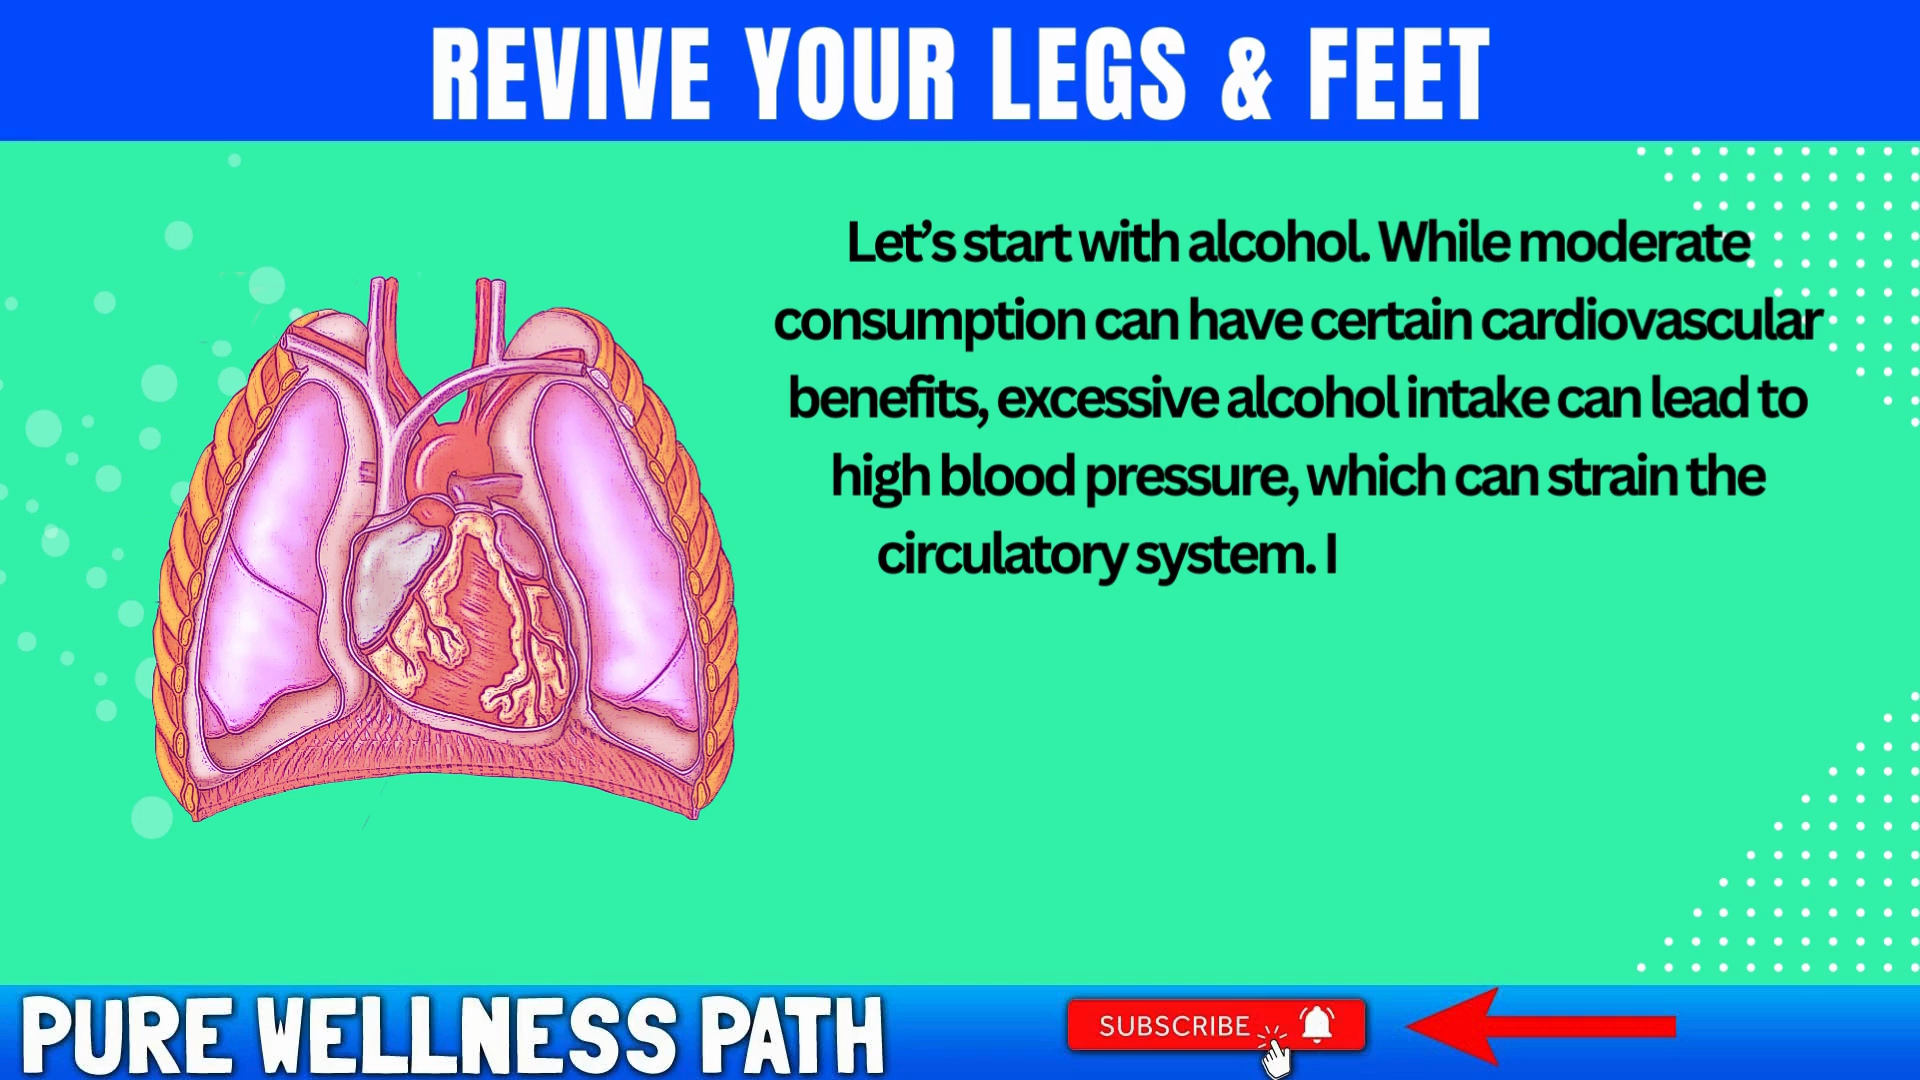 REVIVE YOUR LEGS & FEET
Let’s start with alcohol. While moderate
consumption can have certain cardiovascular
benefits, excessive alcohol intake can lead to
high blood pressure, which can strain the
circulatory system. I
PURE WELLNESS PATH
SUBSCRIBE